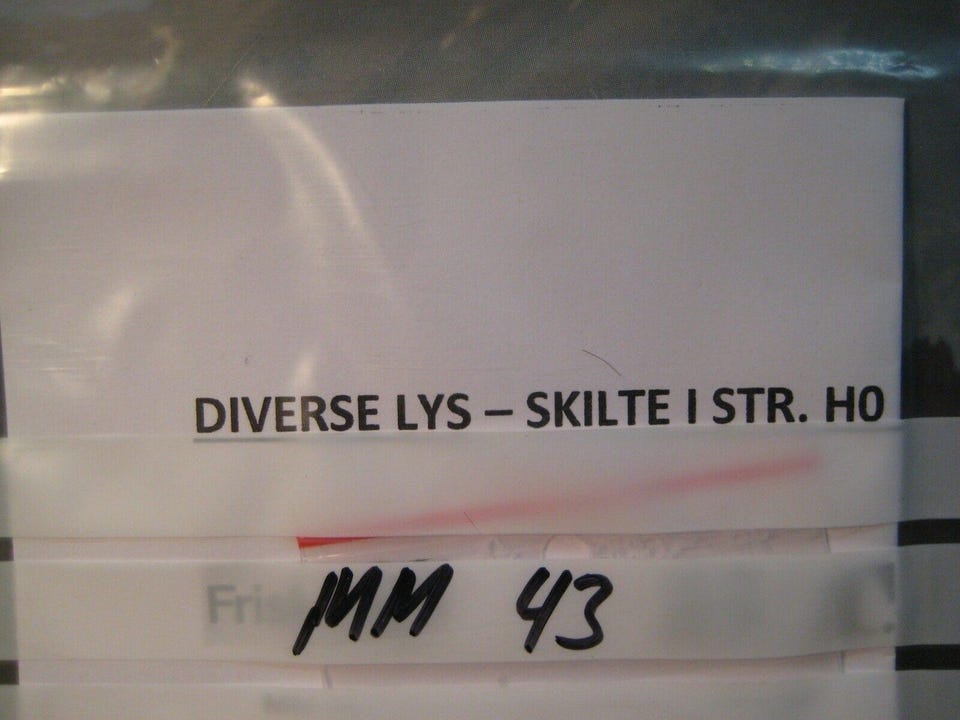 DIVERSE LYS – SKILTE I STR. H0
MM 43